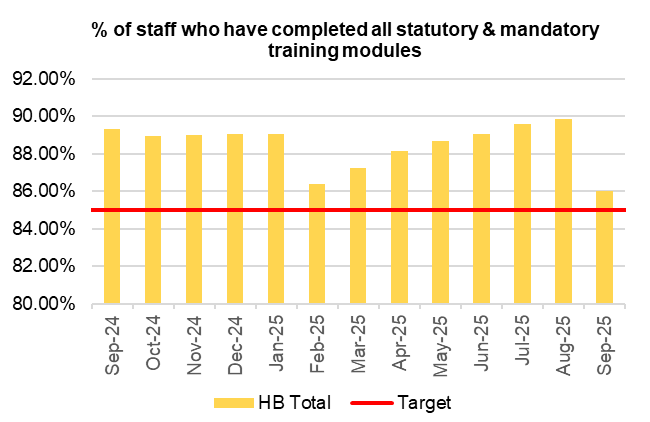 % of staff who have completed all statutory & mandatory
training modules
92.00%
90.00%
88.00%
86.00%
84.00%
82.00%
80.00%
Sep-24
Oct-24
Nov-24
Dec-24
Jan-25
Feb-25
Mar-25
Apr-25
May-25
Jun-25
Jul-25
Aug-25
Sep-25
HB Total
Target